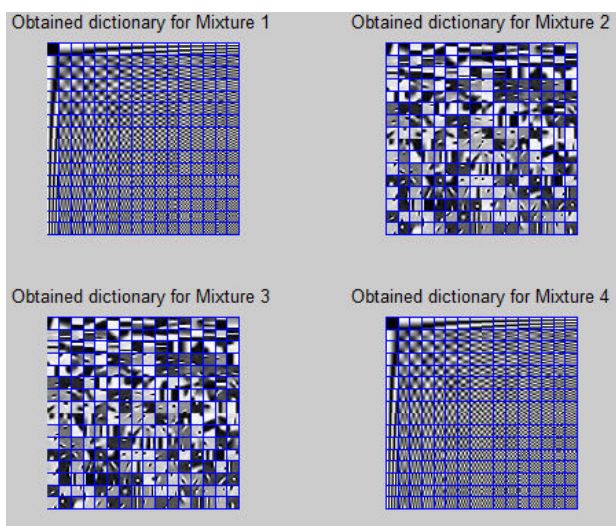 Obtained dictionary for Mixture 1
Obtained dictionary for Mixture 2
Obtained dictionary for Mixture 3
Obtained dictionary for Mixture 4